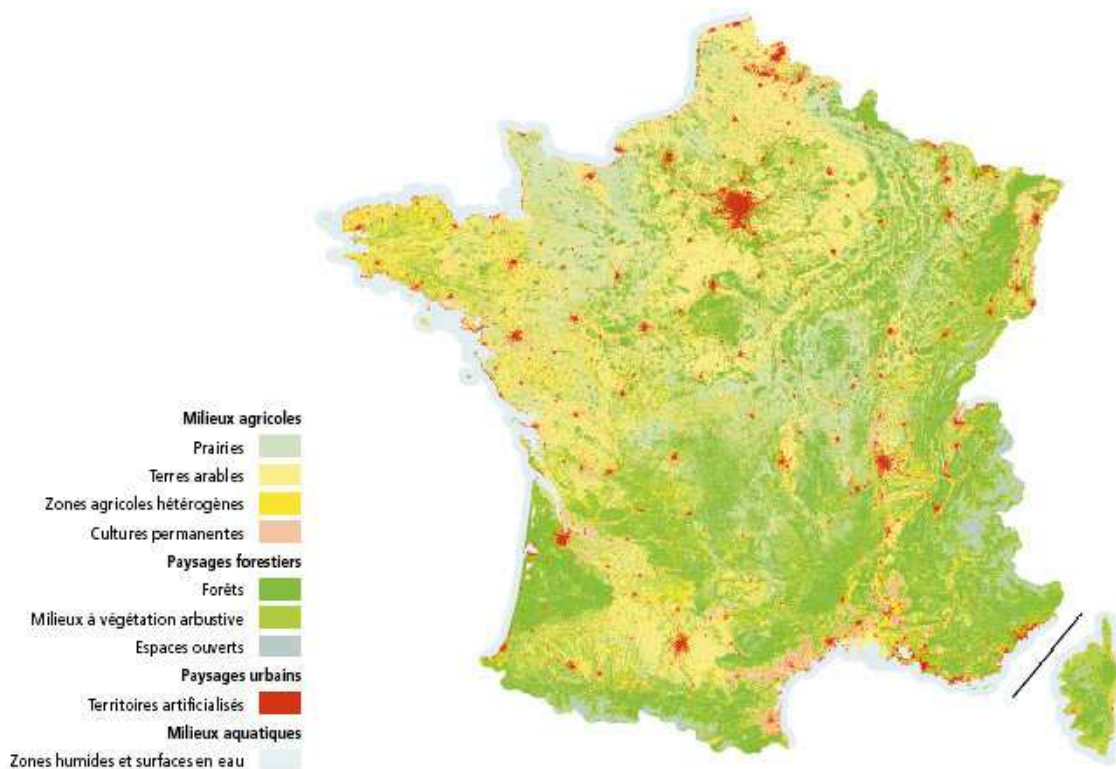 Milieux agricoles
Prairies
Terres arables
Zones agricoles hétérogènes
Cultures permanentes
Paysages forestiers
Forêts
Milieux à végétation arbustive
Espaces ouverts
Paysages urbains
Territoires artificialisés
Milieux aquatiques
Zones humides et surfaces en eau